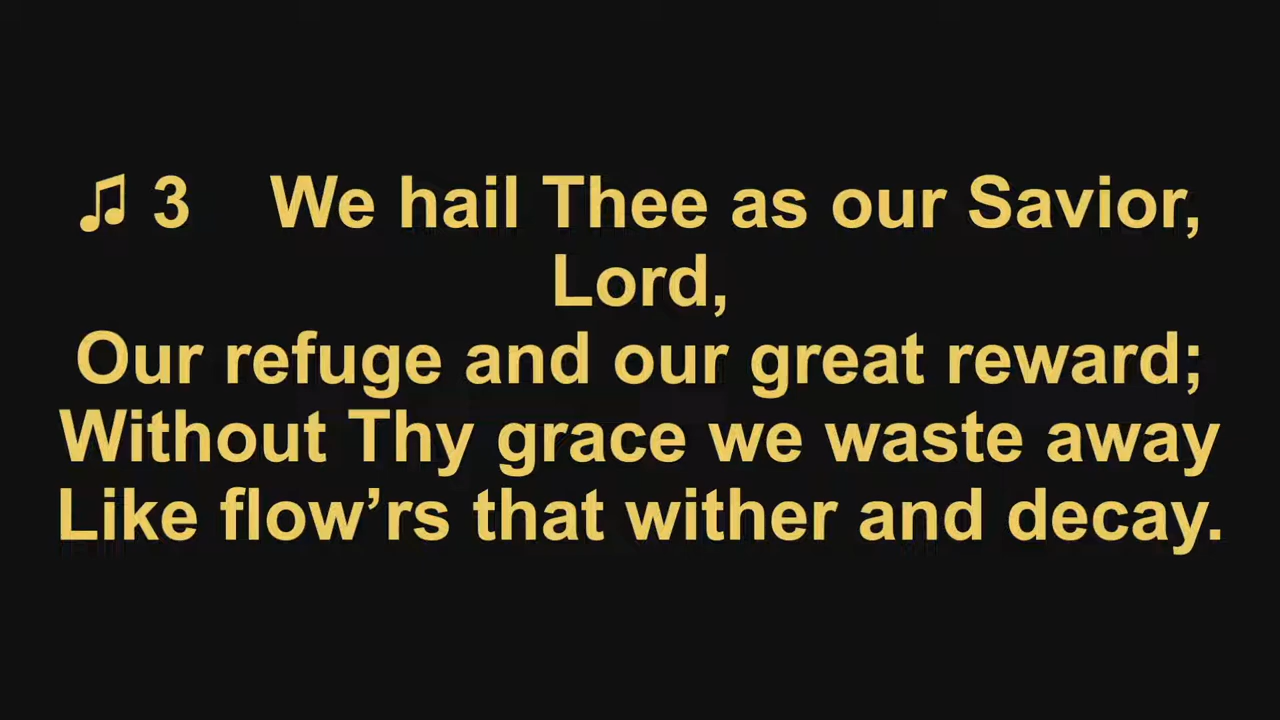 ♫ 3 We hail Thee as our Savior,
Lord,
Our refuge and our great reward;
Without Thy grace we waste away
Like flow’rs that wither and decay.